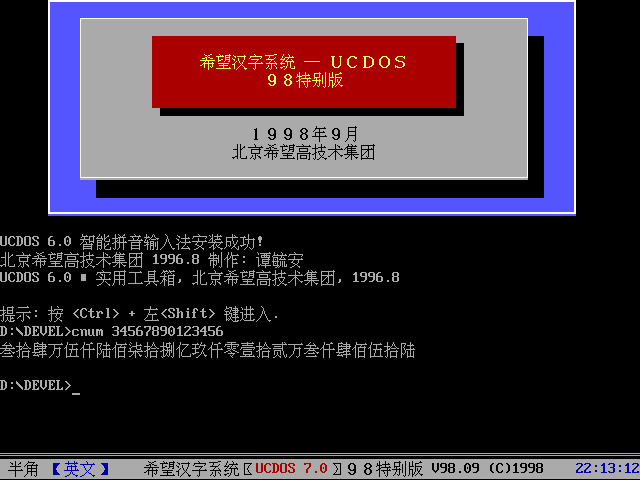 希望汉字系统 — ＵＣＤＯＳ
９８特别版
１９９８年９月
北京希望高技术集团
UCDOS 6.0 智能拼音输入法安装成功!
北京希望高技术集团 1996.8 制作: 谭毓安
UCDOS 6.0 ▪ 实用工具箱, 北京希望高技术集团, 1996.8
提示: 按 <Ctrl> + 左<Shift> 键进入.
D:\DEVEL>cnum 34567890123456
叁拾肆万伍仟陆佰柒拾捌亿玖仟零壹拾贰万叁仟肆佰伍拾陆
D:\DEVEL>_
半角 【英文】 希望汉字系统〖UCDOS 7.0〗９８特别版 V98.09 (C)1998 22:13:12